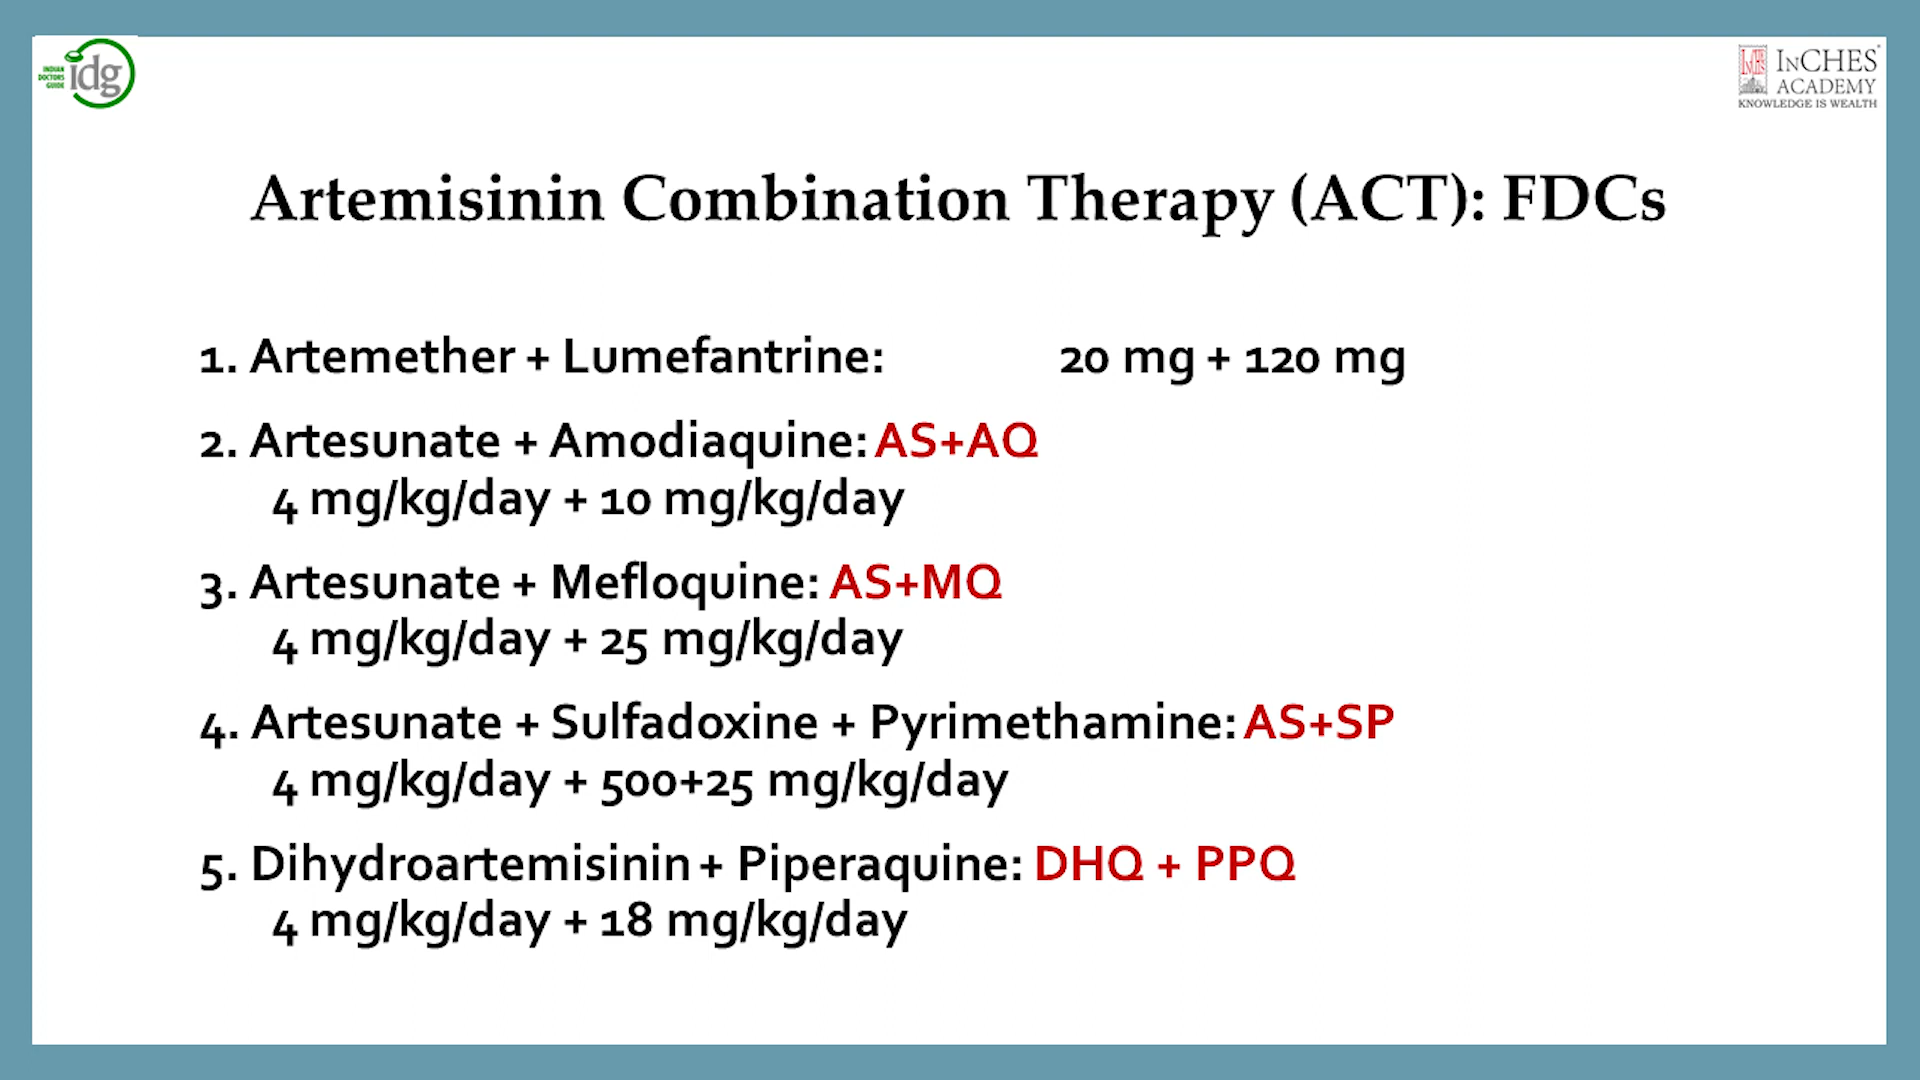 INDIAN
DOCTORS
GUIDE
idg
INCHES
ACADEMY
KNOWLEDGE IS WEALTH
Artemisinin Combination Therapy (ACT): FDCs
1. Artemether + Lumefantrine: 20 mg + 120 mg
2. Artesunate + Amodiaquine: AS+AQ
4 mg/kg/day + 10 mg/kg/day
3. Artesunate + Mefloquine: AS+MQ
4 mg/kg/day + 25 mg/kg/day
4. Artesunate + Sulfadoxine + Pyrimethamine: AS+SP
4 mg/kg/day + 500+25 mg/kg/day
5. Dihydroartemisinin + Piperaquine: DHQ + PPQ
4 mg/kg/day + 18 mg/kg/day